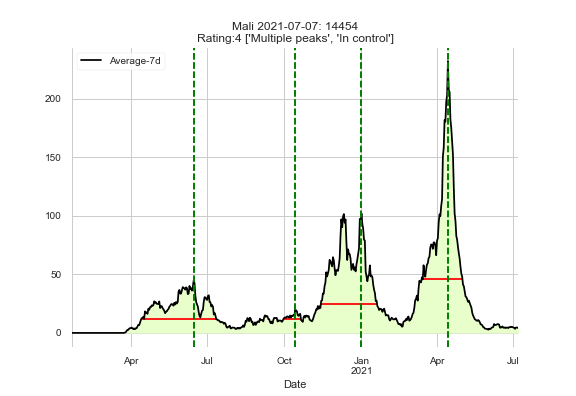 Mali 2021-07-07: 14454
Rating:4 ['Multiple peaks', 'In control']
Average-7d
200
150
100
50
0
Apr Jul Oct Jan Apr Jul
2021
Date